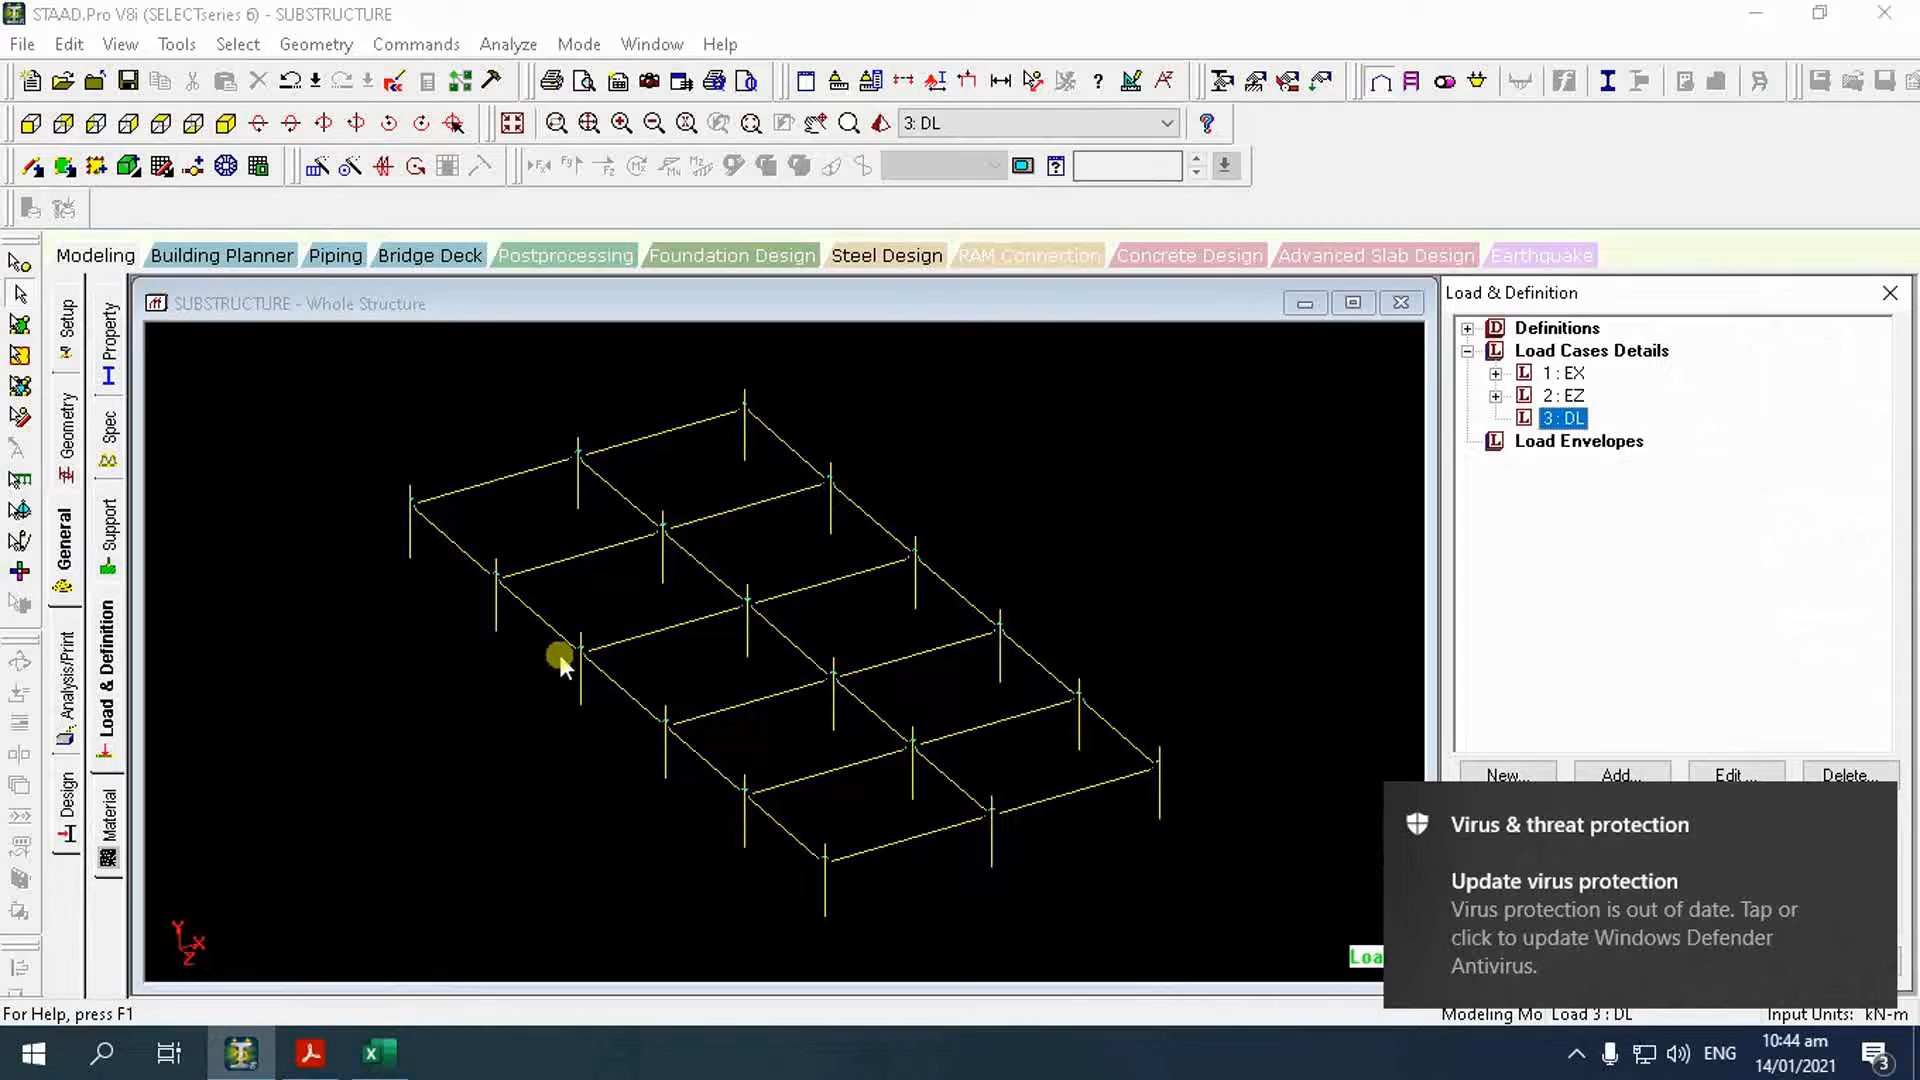 STAAD.Pro V8i (SELECTseries 6) - SUBSTRUCTURE
File Edit View Tools Select Geometry Commands Analyze Mode Window Help
3: DL
Modeling Building Planner Piping Bridge Deck Postprocessing Foundation Design Steel Design RAM Connection Concrete Design Advanced Slab Design Earthquake
SUBSTRUCTURE - Whole Structure
Setup
Geometry
General
Analysis/Print
Design
Property
Spec
Support
Load & Definition
Material
Y
X
Z
Loa
Load & Definition
Definitions
Load Cases Details
1 : EX
2 : EZ
3 : DL
Load Envelopes
New... Add... Edit ... Delete...
Virus & threat protection
Update virus protection
Virus protection is out of date. Tap or
click to update Windows Defender
Antivirus.
For Help, press F1
Modeling Mo Load 3 : DL Input Units: kN-m
ENG
10:44 am
14/01/2021
3